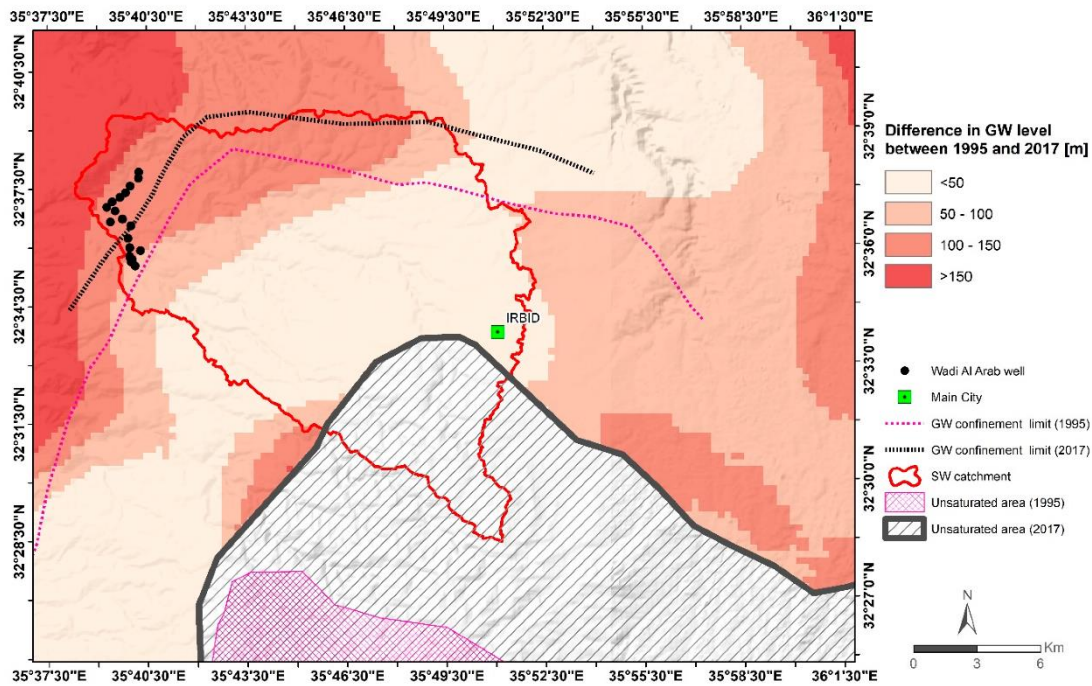 35°37'30"E 35°40'30"E 35°43'30"E 35°46'30"E 35°49'30"E 35°52'30"E 35°55'30"E 35°58'30"E 36°1'30"E
32°40'30"N
32°39'0"N
Difference in GW level
between 1995 and 2017 [m]
<50
50 - 100
100 - 150
>150
32°37'30"N
32°36'0"N
32°34'30"N
IRBID
32°33'0"N
Wadi Al Arab well
Main City
GW confinement limit (1995)
GW confinement limit (2017)
SW catchment
Unsaturated area (1995)
Unsaturated area (2017)
32°31'30"N
32°30'0"N
32°28'30"N
32°27'0"N
N
Km
0 3 6
35°37'30"E 35°40'30"E 35°43'30"E 35°46'30"E 35°49'30"E 35°52'30"E 35°55'30"E 35°58'30"E 36°1'30"E